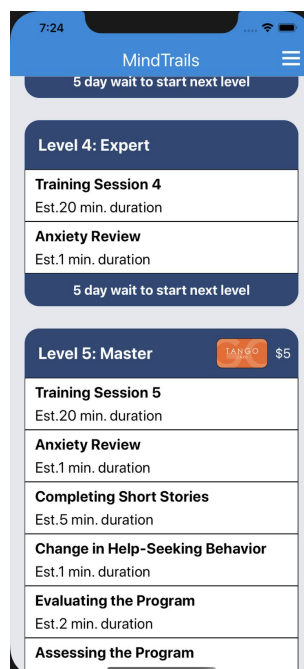 7:24
MindTrails
5 day wait to start next level
Level 4: Expert
Training Session 4
Est.20 min. duration
Anxiety Review
Est.1 min. duration
5 day wait to start next level
Level 5: Master
TANGO
$5
Training Session 5
Est.20 min. duration
Anxiety Review
Est.1 min. duration
Completing Short Stories
Est.5 min. duration
Change in Help-Seeking Behavior
Est.1 min. duration
Evaluating the Program
Est.2 min. duration
Assessing the Program